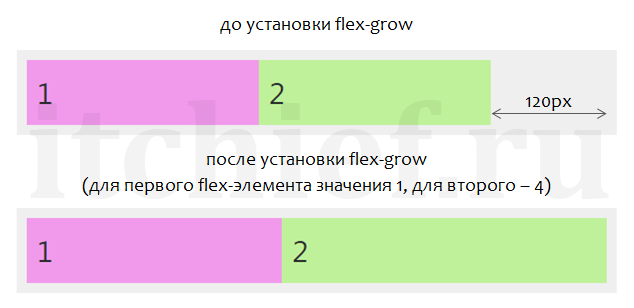 до установки flex-grow
1 2
120px
после установки flex-grow
(для первого flex-элемента значения 1, для второго – 4)
1 2
itchief.ru